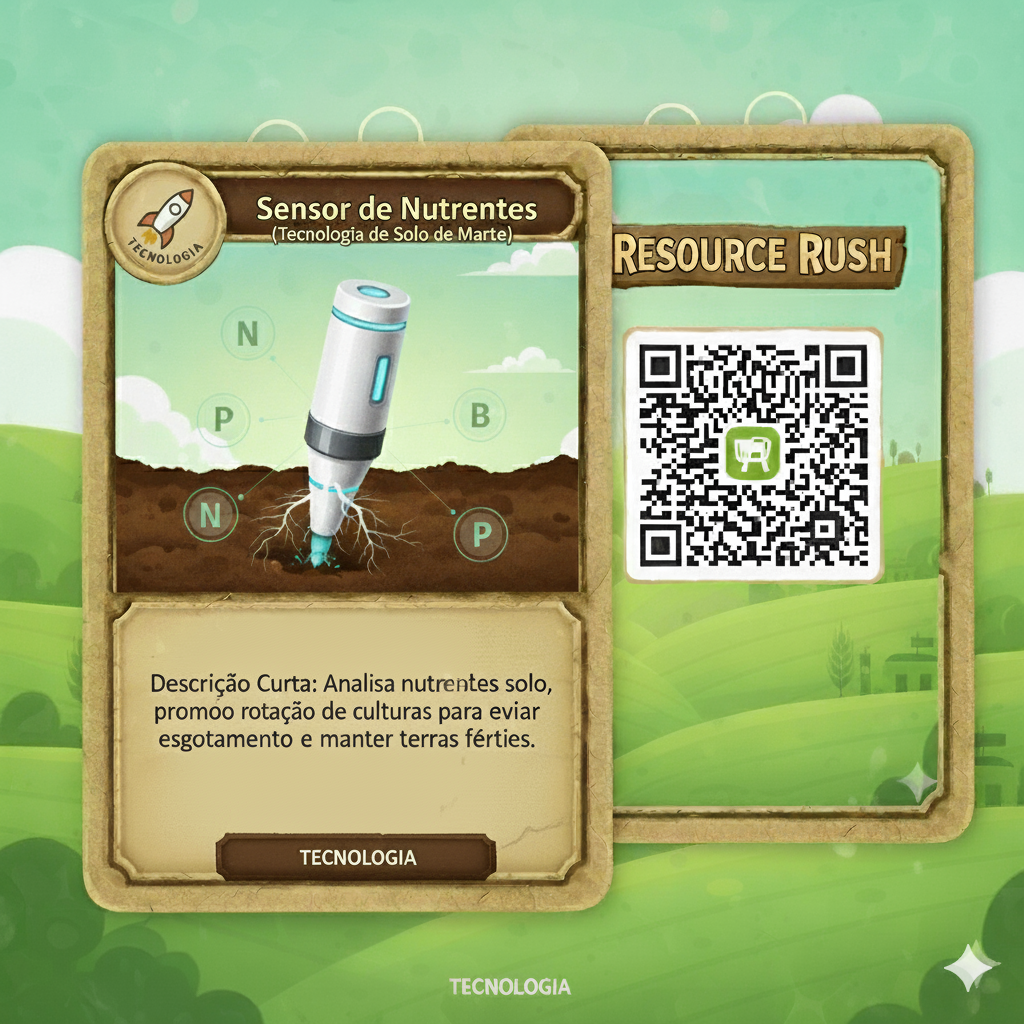 Sensor de Nutrentes
(Tecnologia de Solo de Marte)
TECNOLOGIA
N
P
B
N
P
Descrição Curta: Analisa nutrentes solo,
promoo rotação de culturas para eviar
esgotamento e manter terras férties.
TECNOLOGIA
RESOURCE RUSH
TECNOLOGIA